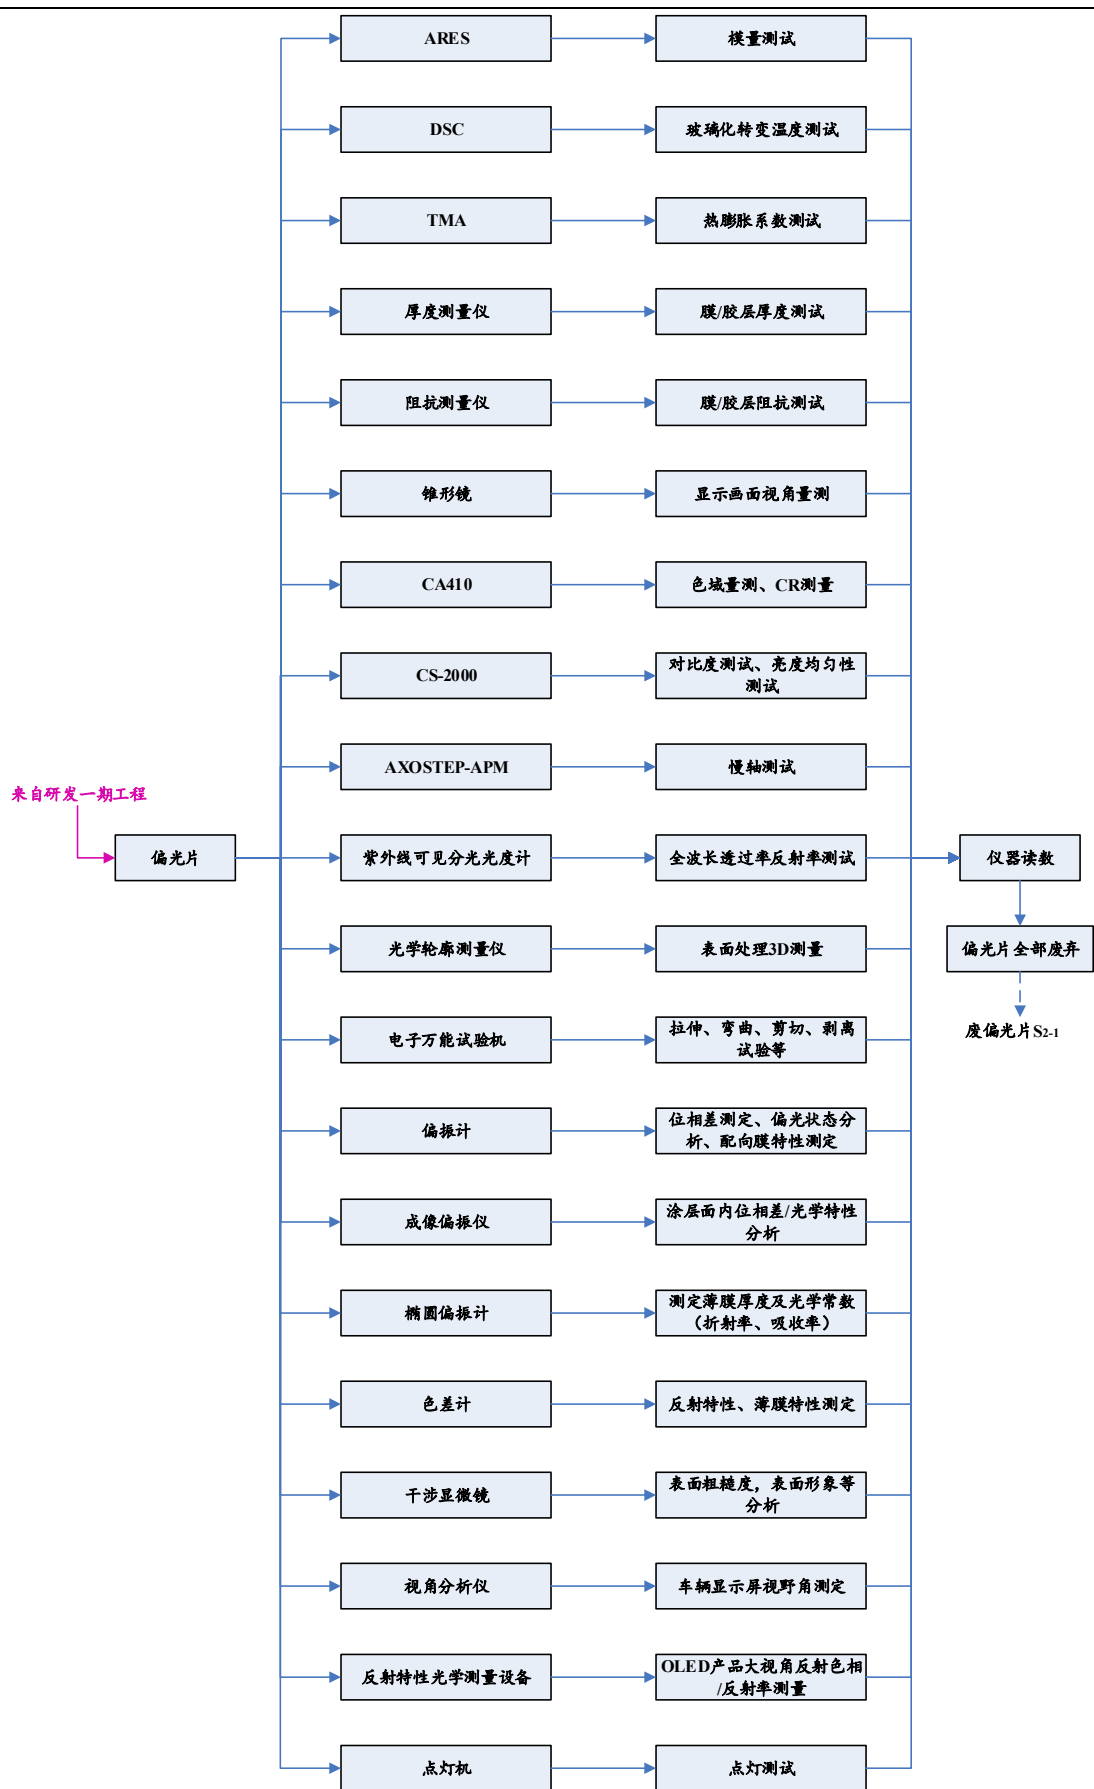 ARES
模量测试
DSC
玻璃化转变温度测试
TMA
热膨胀系数测试
厚度测量仪
膜/胶层厚度测试
阻抗测量仪
膜/胶层阻抗测试
锥形镜
显示画面视角量测
CA410
色域量测、CR测量
CS-2000
对比度测试、亮度均匀性
测试
AXOSTEP-APM
慢轴测试
来自研发一期工程
偏光片
紫外线可见分光光度计
全波长透过率反射率测试
仪器读数
光学轮廓测量仪
表面处理3D测量
偏光片全部废弃
废偏光片S2-1
电子万能试验机
拉伸、弯曲、剪切、剥离
试验等
偏振计
位相差测定、偏光状态分
析、配向膜特性测定
成像偏振仪
涂层面内位相差/光学特性
分析
椭圆偏振计
测定薄膜厚度及光学常数
（折射率、吸收率）
色差计
反射特性、薄膜特性测定
干涉显微镜
表面粗糙度，表面形象等
分析
视角分析仪
车辆显示屏视野角测定
反射特性光学测量设备
OLED产品大视角反射色相
/反射率测量
点灯机
点灯测试